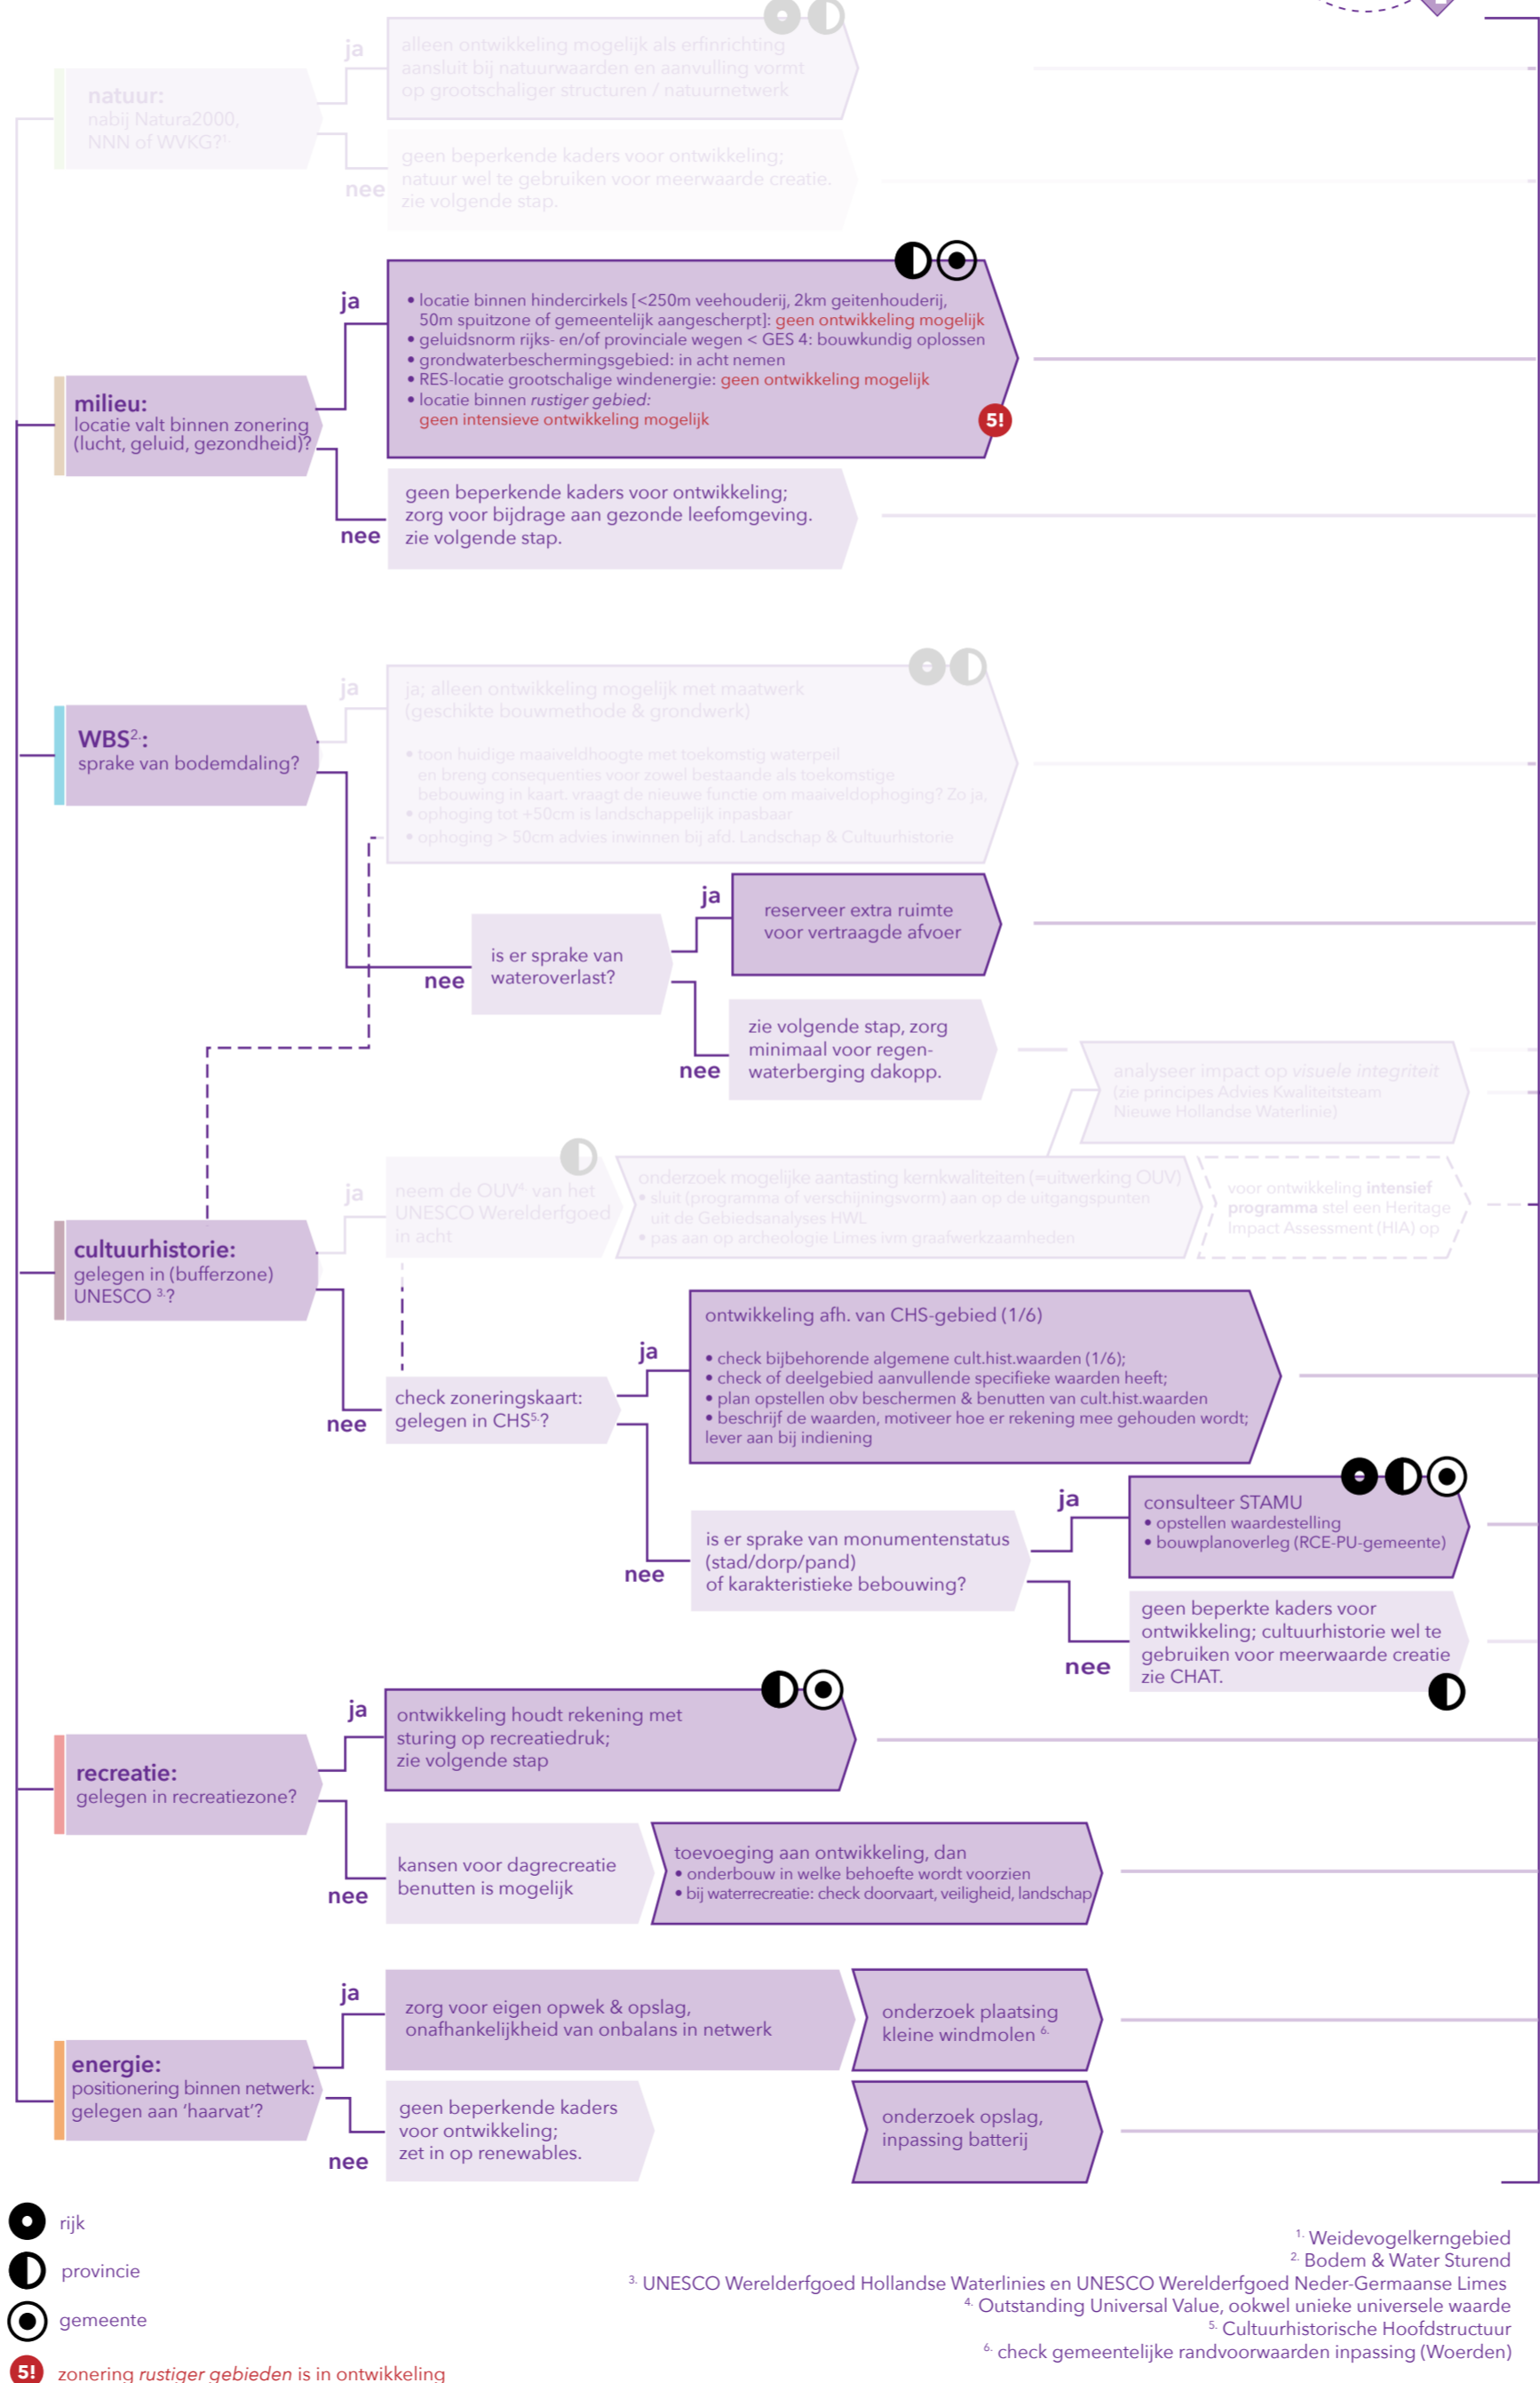 ja
alleen ontwikkeling mogelijk als erfinrichting
aansluit bij natuurwaarden en aanvulling vormt
op grootschaliger structuren / natuurnetwerk
natuur:
nabij Natura2000,
NNN of WVKG?1.
nee
geen beperkende kaders voor ontwikkeling;
natuur wel te gebruiken voor meerwaarde creatie.
zie volgende stap.
ja
• locatie binnen hindercirkels [<250m veehouderij, 2km geitenhouderij,
50m spuitzone of gemeentelijk aangescherpt]: geen ontwikkeling mogelijk
• geluidsnorm rijks- en/of provinciale wegen < GES 4: bouwkundig oplossen
• grondwaterbeschermingsgebied: in acht nemen
• RES-locatie grootschalige windenergie: geen ontwikkeling mogelijk
• locatie binnen rustiger gebied:
geen intensieve ontwikkeling mogelijk
5!
milieu:
locatie valt binnen zonering
(lucht, geluid, gezondheid)?
nee
geen beperkende kaders voor ontwikkeling;
zorg voor bijdrage aan gezonde leefomgeving.
zie volgende stap.
ja
ja; alleen ontwikkeling mogelijk met maatwerk
(geschikte bouwmethode & grondwerk)
• toon huidige maaiveldhoogte met toekomstig waterpeil
en breng consequenties voor zowel bestaande als toekomstige
bebouwing in kaart. vraagt de nieuwe functie om maaiveldophoging? Zo ja,
• ophoging tot +50cm is landschappelijk inpasbaar
• ophoging > 50cm advies inwinnen bij afd. Landschap & Cultuurhistorie
WBS2.:
sprake van bodemdaling?
nee
is er sprake van
wateroverlast?
ja
reserveer extra ruimte
voor vertraagde afvoer
nee
zie volgende stap, zorg
minimaal voor regen-
waterberging dakopp.
analyseer impact op visuele integriteit
(zie principes Advies Kwaliteitsteam
Nieuwe Hollandse Waterlinie)
ja
neem de OUV4. van het
UNESCO Werelderfgoed
in acht
onderzoek mogelijke aantasting kernkwaliteiten (=uitwerking OUV)
• sluit (programma of verschijningsvorm) aan op de uitgangspunten
uit de Gebiedsanalyses HWL
• pas aan op archeologie Limes ivm graafwerkzaamheden
voor ontwikkeling intensief
programma stel een Heritage
Impact Assessment (HIA) op
cultuurhistorie:
gelegen in (bufferzone)
UNESCO 3.?
nee
check zoneringskaart:
gelegen in CHS5.?
ja
ontwikkeling afh. van CHS-gebied (1/6)
• check bijbehorende algemene cult.hist.waarden (1/6);
• check of deelgebied aanvullende specifieke waarden heeft;
• plan opstellen obv beschermen & benutten van cult.hist.waarden
• beschrijf de waarden, motiveer hoe er rekening mee gehouden wordt;
lever aan bij indiening
nee
is er sprake van monumentenstatus
(stad/dorp/pand)
of karakteristieke bebouwing?
ja
consulteer STAMU
• opstellen waardestelling
• bouwplanoverleg (RCE-PU-gemeente)
nee
geen beperkte kaders voor
ontwikkeling; cultuurhistorie wel te
gebruiken voor meerwaarde creatie
zie CHAT.
ja
ontwikkeling houdt rekening met
sturing op recreatiedruk;
zie volgende stap
recreatie:
gelegen in recreatiezone?
nee
kansen voor dagrecreatie
benutten is mogelijk
toevoeging aan ontwikkeling, dan
• onderbouw in welke behoefte wordt voorzien
• bij waterrecreatie: check doorvaart, veiligheid, landschap
ja
zorg voor eigen opwek & opslag,
onafhankelijkheid van onbalans in netwerk
onderzoek plaatsing
kleine windmolen 6.
energie:
positionering binnen netwerk:
gelegen aan ‘haarvat’?
nee
geen beperkende kaders
voor ontwikkeling;
zet in op renewables.
onderzoek opslag,
inpassing batterij
rijk
provincie
gemeente
5! zonering rustiger gebieden is in ontwikkeling
1. Weidevogelkerngebied
2. Bodem & Water Sturend
3. UNESCO Werelderfgoed Hollandse Waterlinies en UNESCO Werelderfgoed Neder-Germaanse Limes
4. Outstanding Universal Value, ookwel unieke universele waarde
5. Cultuurhistorische Hoofdstructuur
6. check gemeentelijke randvoorwaarden inpassing (Woerden)